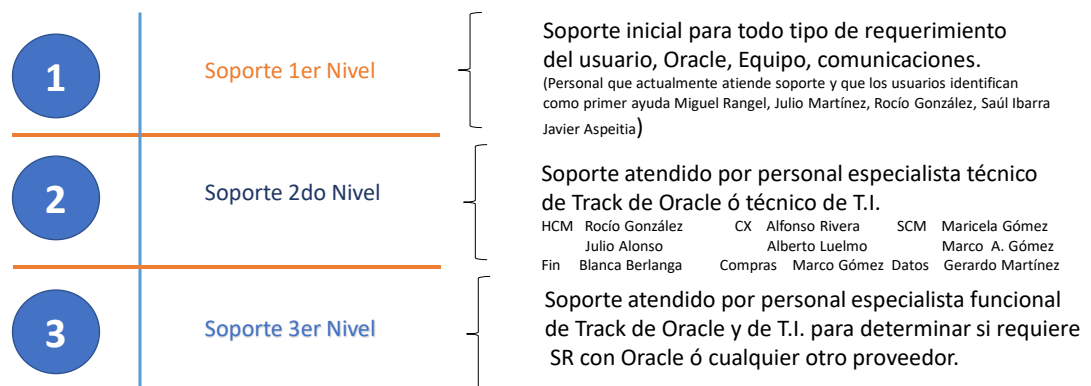 1
Soporte 1er Nivel
Soporte inicial para todo tipo de requerimiento
del usuario, Oracle, Equipo, comunicaciones.
(Personal que actualmente atiende soporte y que los usuarios identifican
como primer ayuda Miguel Rangel, Julio Martínez, Rocío González, Saúl Ibarra
Javier Aspeitia)
2
Soporte 2do Nivel
Soporte atendido por personal especialista técnico
de Track de Oracle ó técnico de T.I.
HCM Rocío González CX Alfonso Rivera SCM Maricela Gómez
Julio Alonso Alberto Luelmo Marco A. Gómez
Fin Blanca Berlanga Compras Marco Gómez Datos Gerardo Martínez
3
Soporte 3er Nivel
Soporte atendido por personal especialista funcional
de Track de Oracle y de T.I. para determinar si requiere
SR con Oracle ó cualquier otro proveedor.